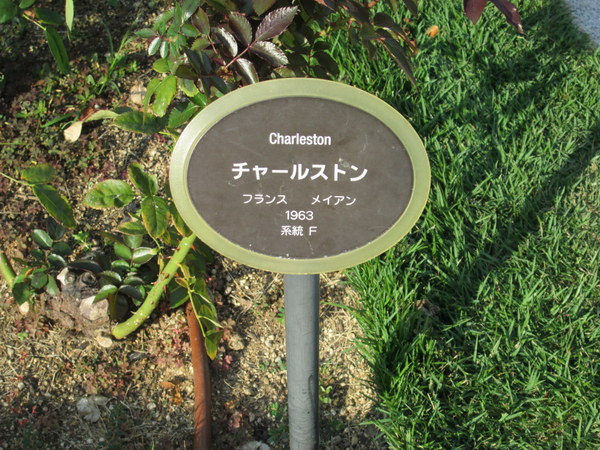 Charleston
チャールストン
フランス　メイアン
1963
系統 F